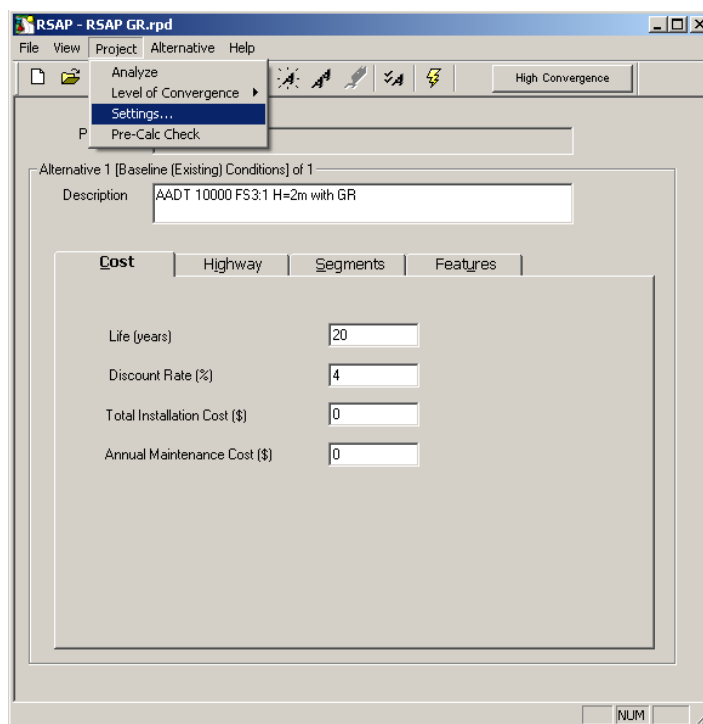 RSAP - RSAP GR.rpd
File View Project Alternative Help
Analyze
Level of Convergence
Settings...
Pre-Calc Check
High Convergence
P
Alternative 1 [Baseline (Existing) Conditions] of 1
Description AADT 10000 FS3:1 H=2m with GR
Cost Highway Segments Features
Life (years) 20
Discount Rate (%) 4
Total Installation Cost ($) 0
Annual Maintenance Cost ($) 0
NUM